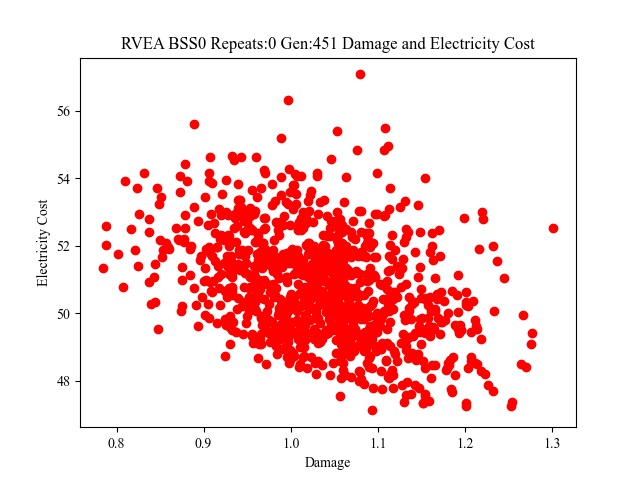 RVEA BSS0 Repeats:0 Gen:451 Damage and Electricity Cost
Electricity Cost
56
54
52
50
48
0.8 0.9 1.0 1.1 1.2 1.3
Damage